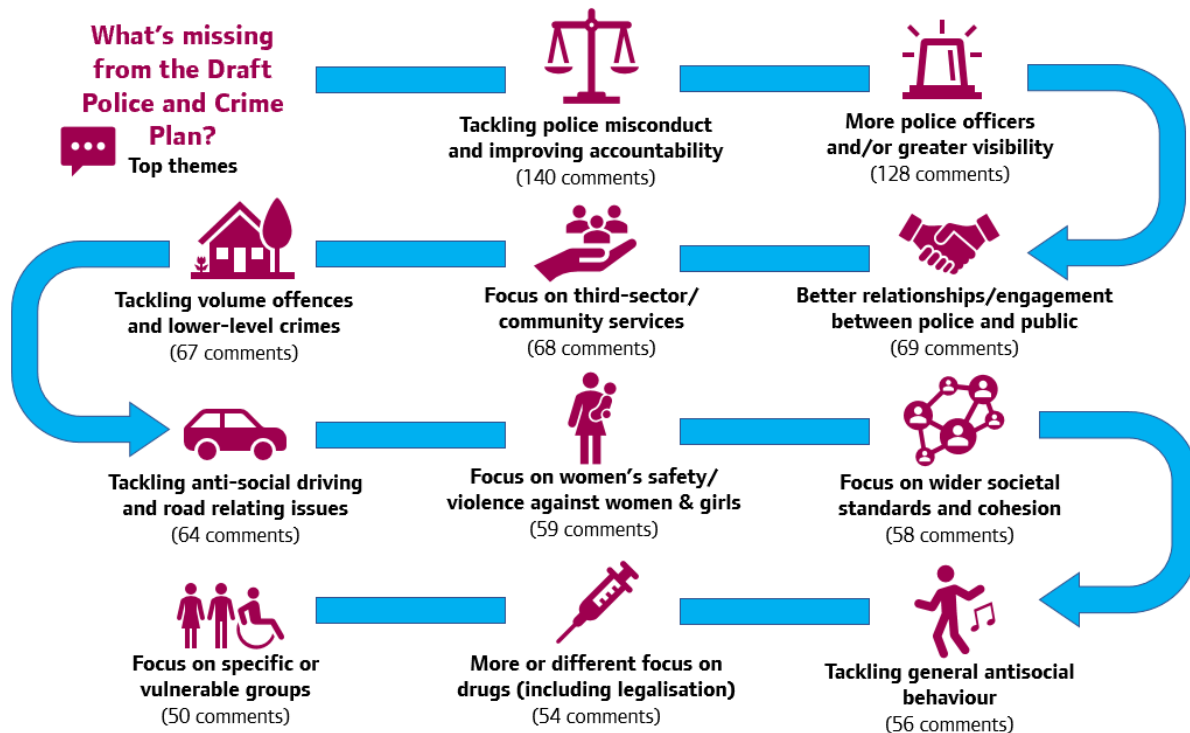 What's missing
from the Draft
Police and Crime
Plan?
Top themes
Tackling police misconduct
and improving accountability
(140 comments)
More police officers
and/or greater visibility
(128 comments)
Better relationships/engagement
between police and public
(69 comments)
Focus on third-sector/
community services
(68 comments)
Tackling volume offences
and lower-level crimes
(67 comments)
Tackling anti-social driving
and road relating issues
(64 comments)
Focus on women's safety/
violence against women & girls
(59 comments)
Focus on wider societal
standards and cohesion
(58 comments)
Tackling general antisocial
behaviour
(56 comments)
More or different focus on
drugs (including legalisation)
(54 comments)
Focus on specific or
vulnerable groups
(50 comments)